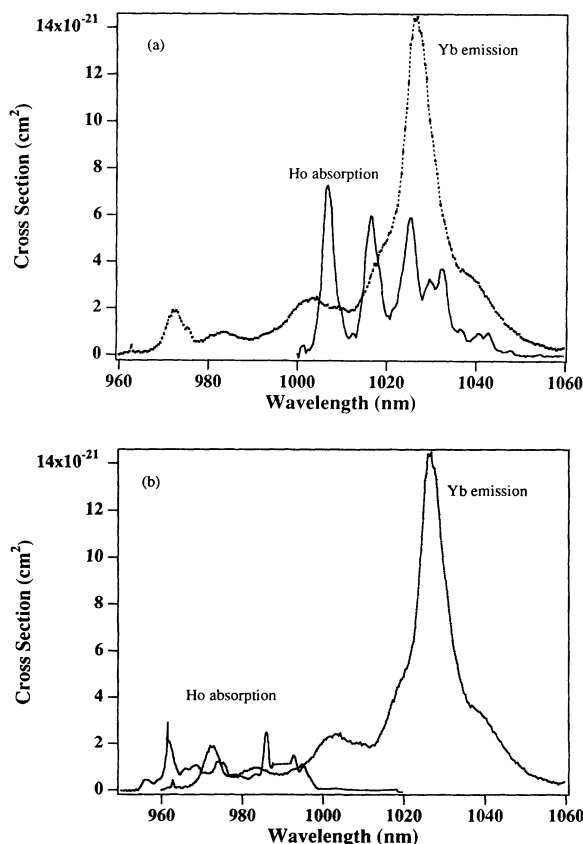 14x10-21
(a)
Yb emission
12
10
8
Ho absorption
6
4
2
0
Cross Section (cm2)
960 980 1000 1020 1040 1060
Wavelength (nm)
14x10-21
(b)
Yb emission
12
10
8
6
4
Ho absorption
2
0
Cross Section (cm2)
960 980 1000 1020 1040 1060
Wavelength (nm)